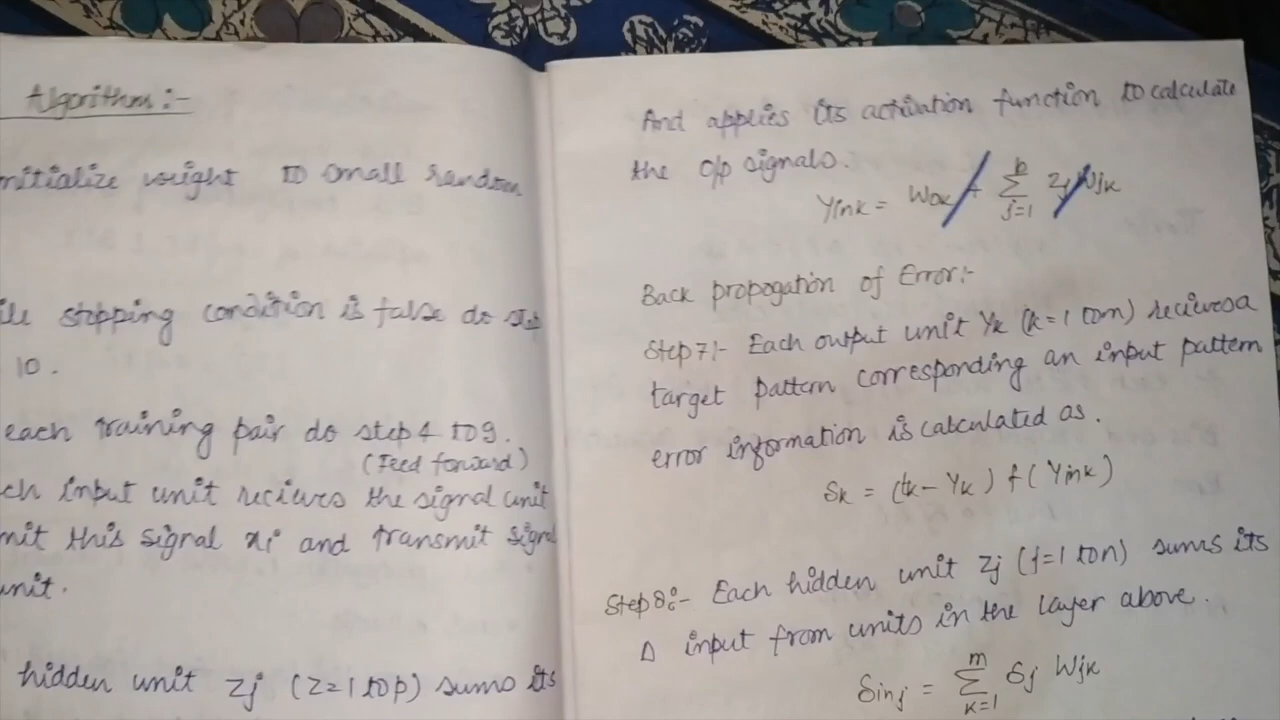 Algorithm:-
nitialize weight to small random
ile stopping condition is false do step
10.
each training pair do step 4 to 9.
(Feed forward)
ch input unit recieves the signal unit
mit this signal xi and transmit signal
unit.
hidden unit Zj (Z=1 to p) sums its
And applies its activation function to calculate
the o/p signals.
Yink = Wok + Σ j=1 p Zj Wjk
Back propogation of Error:-
Step 7:- Each output unit Yk (k=1 to m) recieves a
target pattern corresponding an input pattern
error information is calculated as.
δk = (tk - Yk) f(Yink)
Step 8:- Each hidden unit Zj (j=1 to n) sums its
Δ input from units in the layer above.
δinj = Σ k=1 m δj Wjk